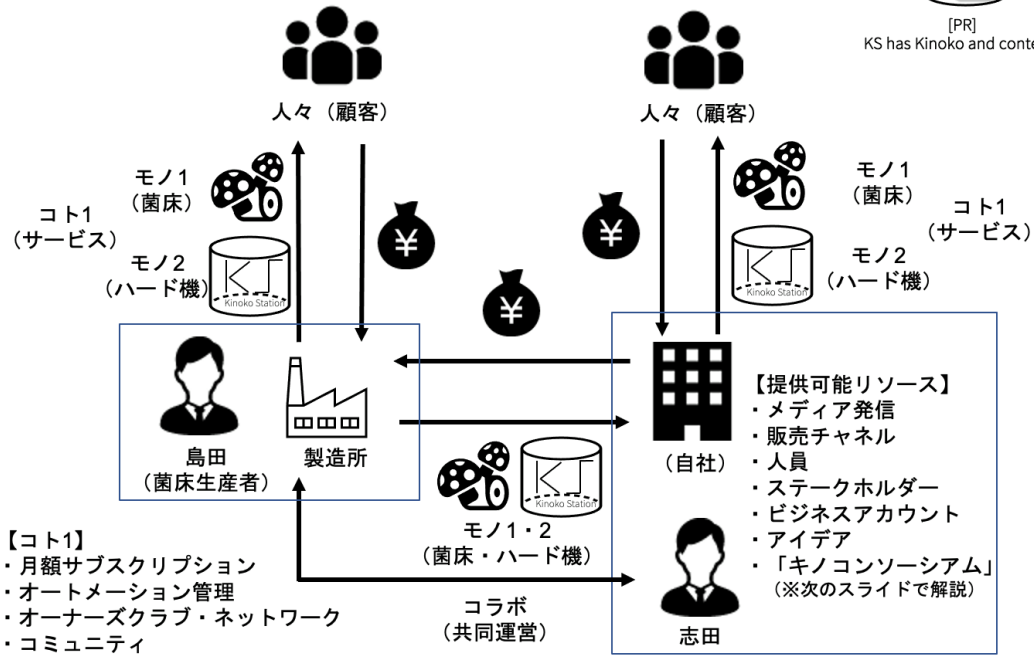 [PR]
KS has Kinoko and conte
人々（顧客）
人々（顧客）
モノ1
（菌床）
コト1
（サービス）
モノ2
（ハード機）
KS
Kinoko Station
¥
¥
¥
モノ1
（菌床）
コト1
（サービス）
モノ2
（ハード機）
KS
Kinoko Station
島田
（菌床生産者）
製造所
（自社）
【提供可能リソース】
・メディア発信
・販売チャネル
・人員
・ステークホルダー
・ビジネスアカウント
・アイデア
・「キノコンソーシアム」
（※次のスライドで解説）
KS
Kinoko Station
モノ1・2
（菌床・ハード機）
【コト1】
・月額サブスクリプション
・オートメーション管理
・オーナーズクラブ・ネットワーク
・コミュニティ
コラボ
（共同運営）
志田